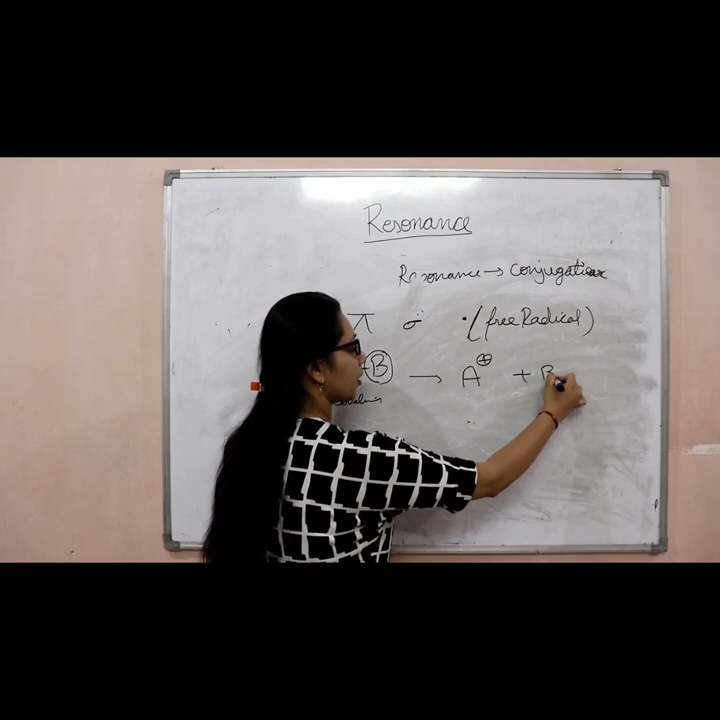 Resonance
Resonance → Conjugation
π σ̈ · (free Radical)
B → A⊕ + B